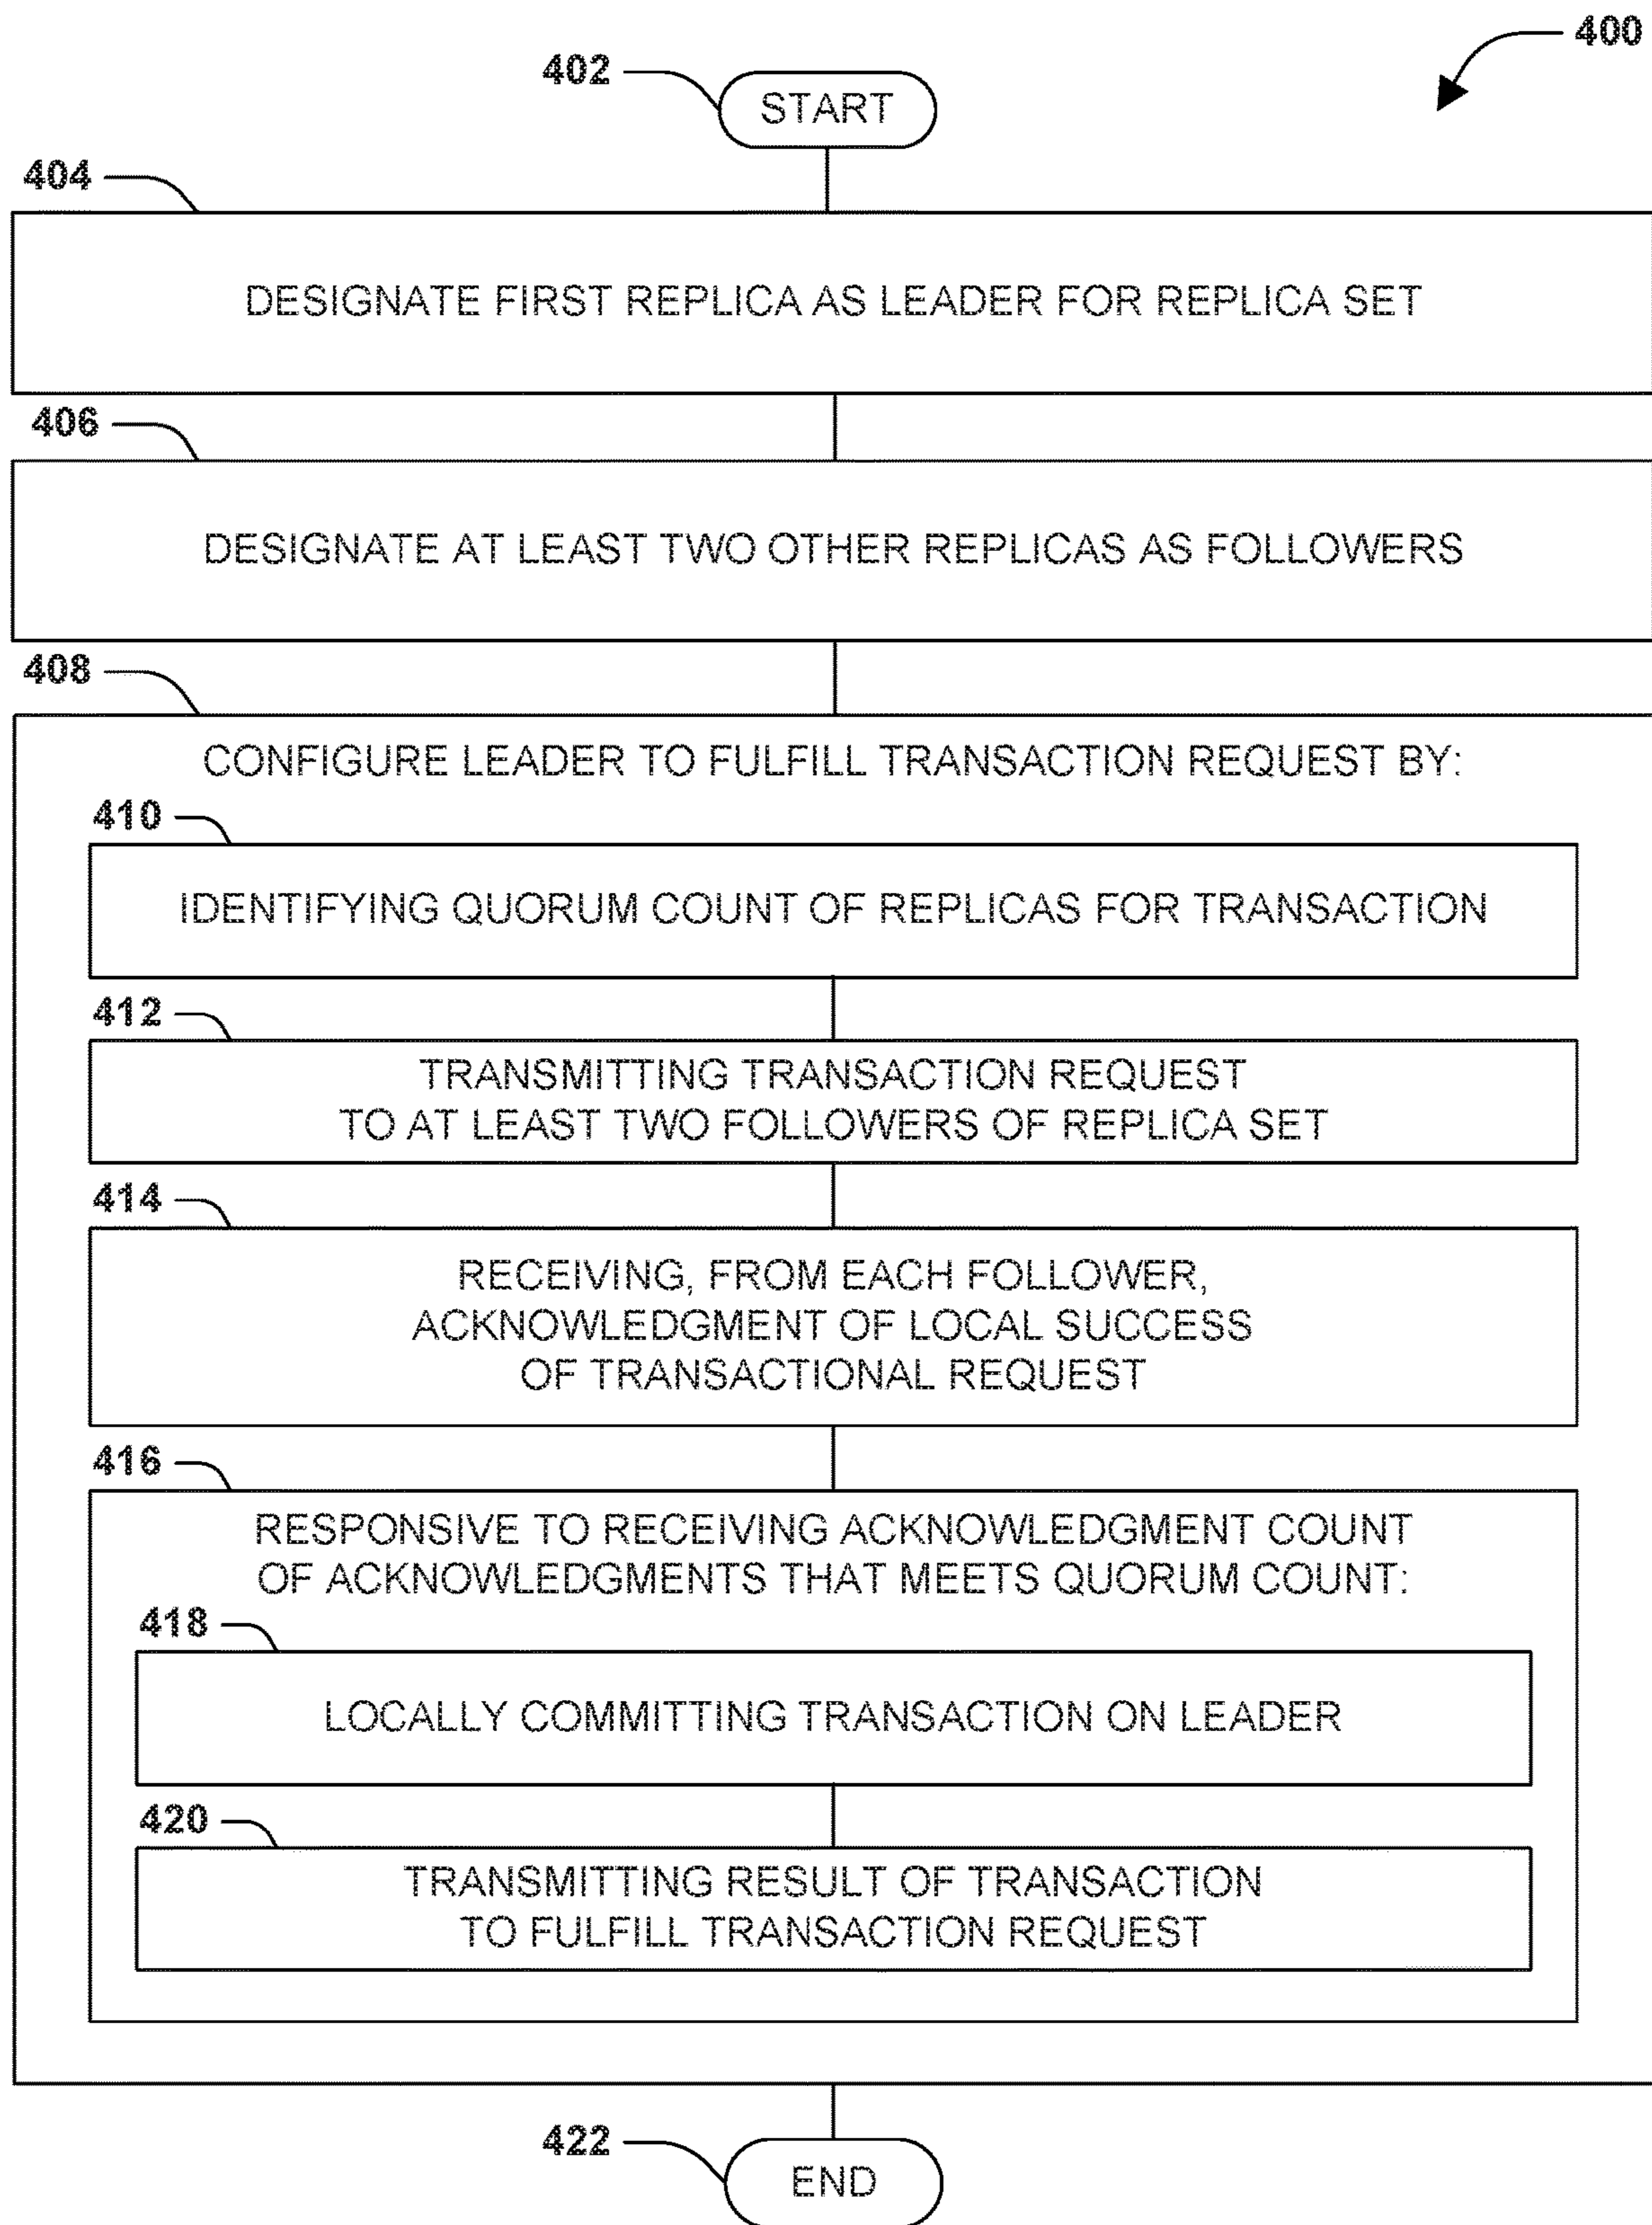 400
402
START
404
DESIGNATE FIRST REPLICA AS LEADER FOR REPLICA SET
406
DESIGNATE AT LEAST TWO OTHER REPLICAS AS FOLLOWERS
408
CONFIGURE LEADER TO FULFILL TRANSACTION REQUEST BY:
410
IDENTIFYING QUORUM COUNT OF REPLICAS FOR TRANSACTION
412
TRANSMITTING TRANSACTION REQUEST
TO AT LEAST TWO FOLLOWERS OF REPLICA SET
414
RECEIVING, FROM EACH FOLLOWER,
ACKNOWLEDGMENT OF LOCAL SUCCESS
OF TRANSACTIONAL REQUEST
416
RESPONSIVE TO RECEIVING ACKNOWLEDGMENT COUNT
OF ACKNOWLEDGMENTS THAT MEETS QUORUM COUNT:
418
LOCALLY COMMITTING TRANSACTION ON LEADER
420
TRANSMITTING RESULT OF TRANSACTION
TO FULFILL TRANSACTION REQUEST
422
END